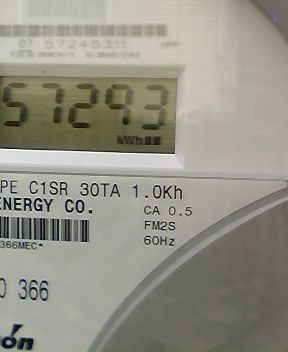 07 57245311
57293
kWh
PE C1SR 30TA 1.0Kh
ENERGY CO.
CA 0.5
FM2S
60Hz
366MEC*
0 366
ón